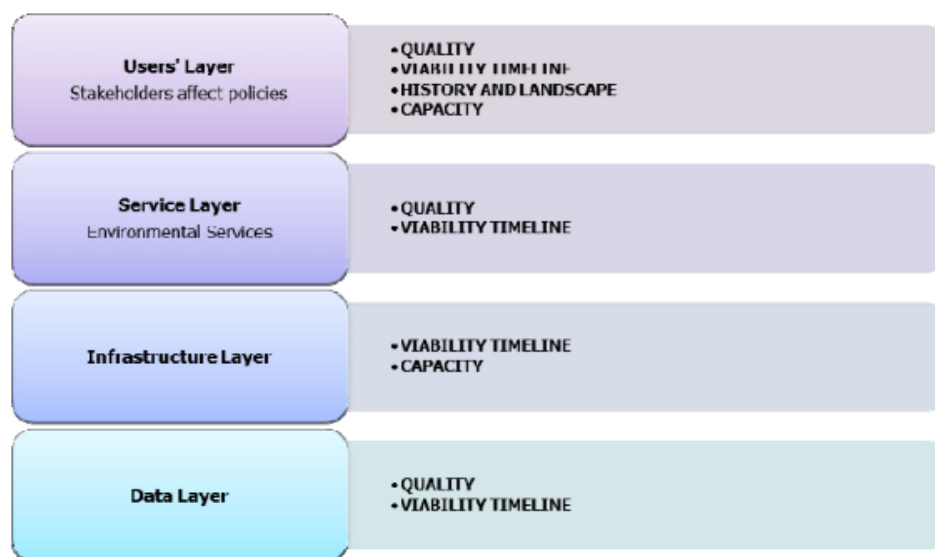 Users' Layer
Stakeholders affect policies
•QUALITY
•VIABILITY TIMELINE
•HISTORY AND LANDSCAPE
•CAPACITY
Service Layer
Environmental Services
•QUALITY
•VIABILITY TIMELINE
Infrastructure Layer
•VIABILITY TIMELINE
•CAPACITY
Data Layer
•QUALITY
•VIABILITY TIMELINE